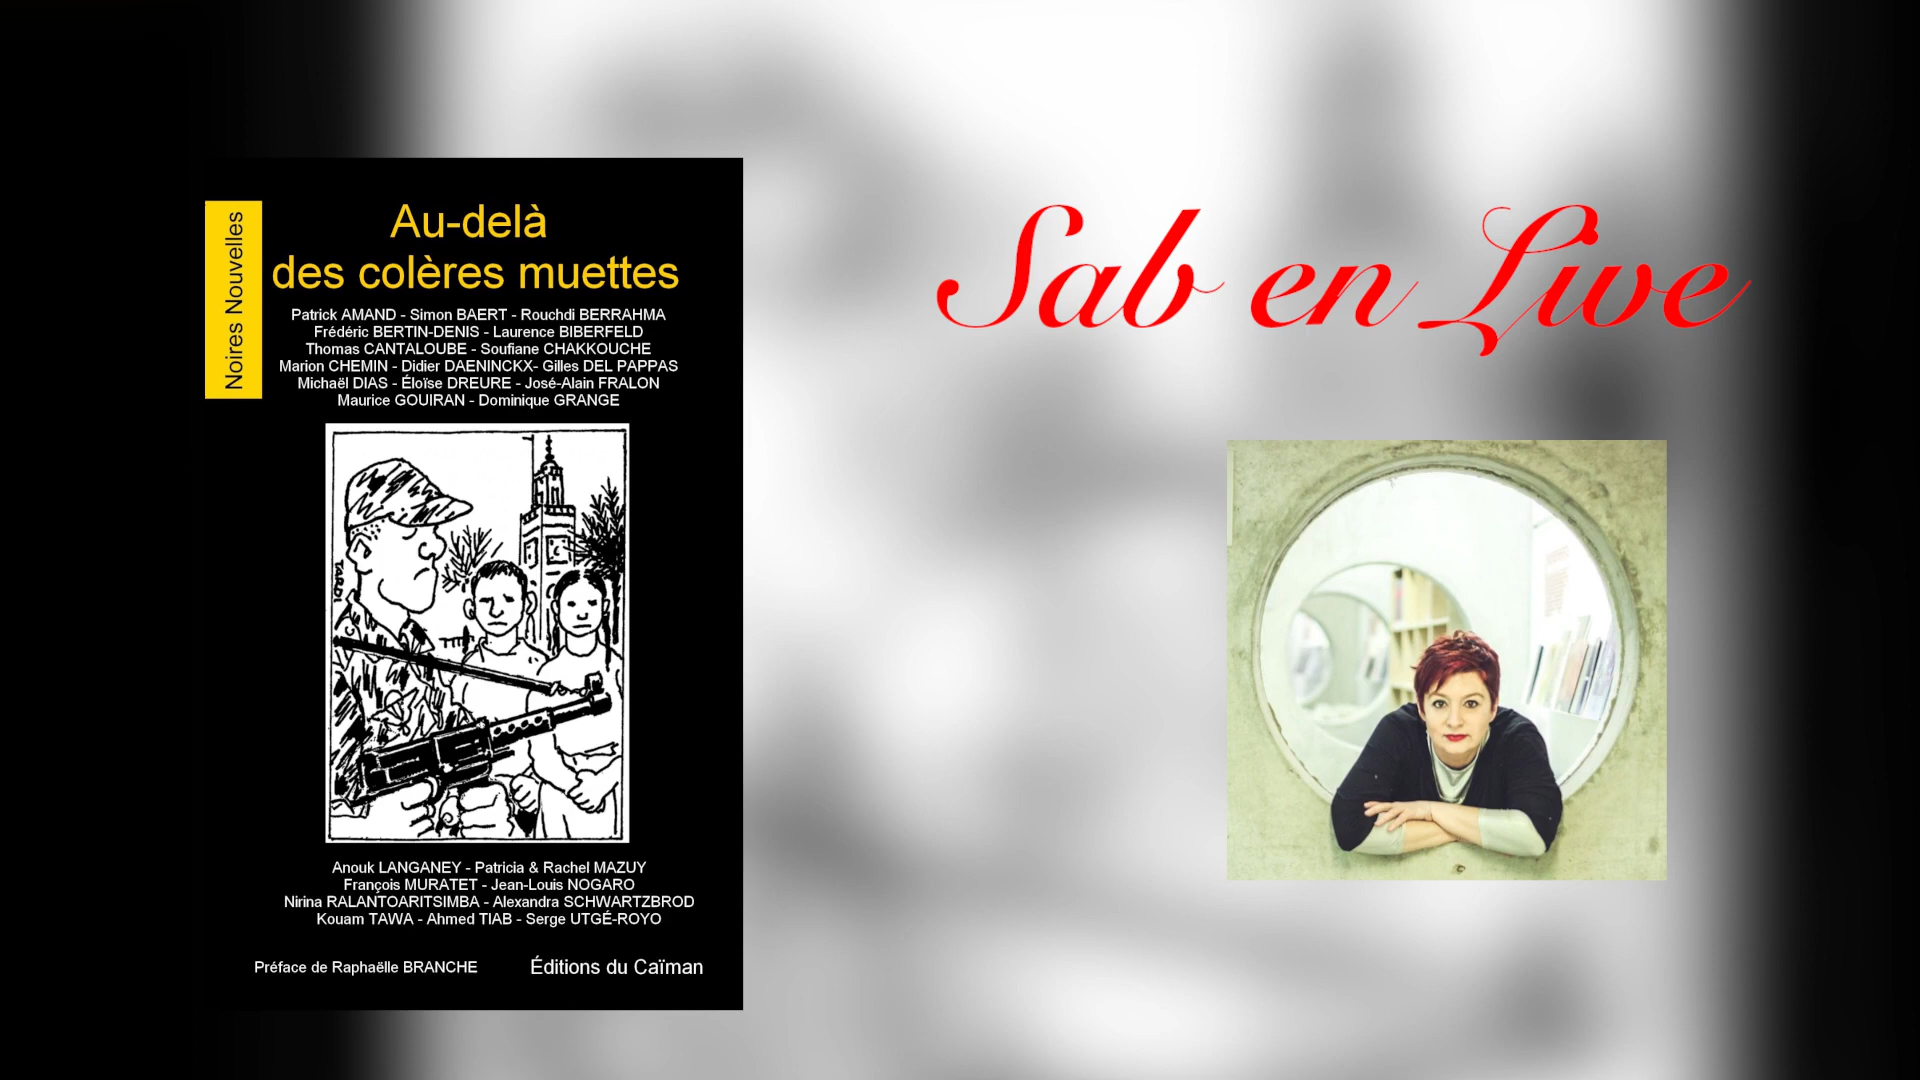 Noires Nouvelles
Au-delà
des colères muettes
Patrick AMAND - Simon BAERT - Rouchdi BERRAHMA
Frédéric BERTIN-DENIS - Laurence BIBERFELD
Thomas CANTALOUBE - Soufiane CHAKKOUCHE
Marion CHEMIN - Didier DAENINCKX- Gilles DEL PAPPAS
Michaël DIAS - Éloïse DREURE - José-Alain FRALON
Maurice GOUIRAN - Dominique GRANGE
TARDI
Anouk LANGANEY - Patricia & Rachel MAZUY
François MURATET - Jean-Louis NOGARO
Nirina RALANTOARITSIMBA - Alexandra SCHWARTZBROD
Kouam TAWA - Ahmed TIAB - Serge UTGÉ-ROYO
Préface de Raphaëlle BRANCHE
Éditions du Caïman
Sab en Live